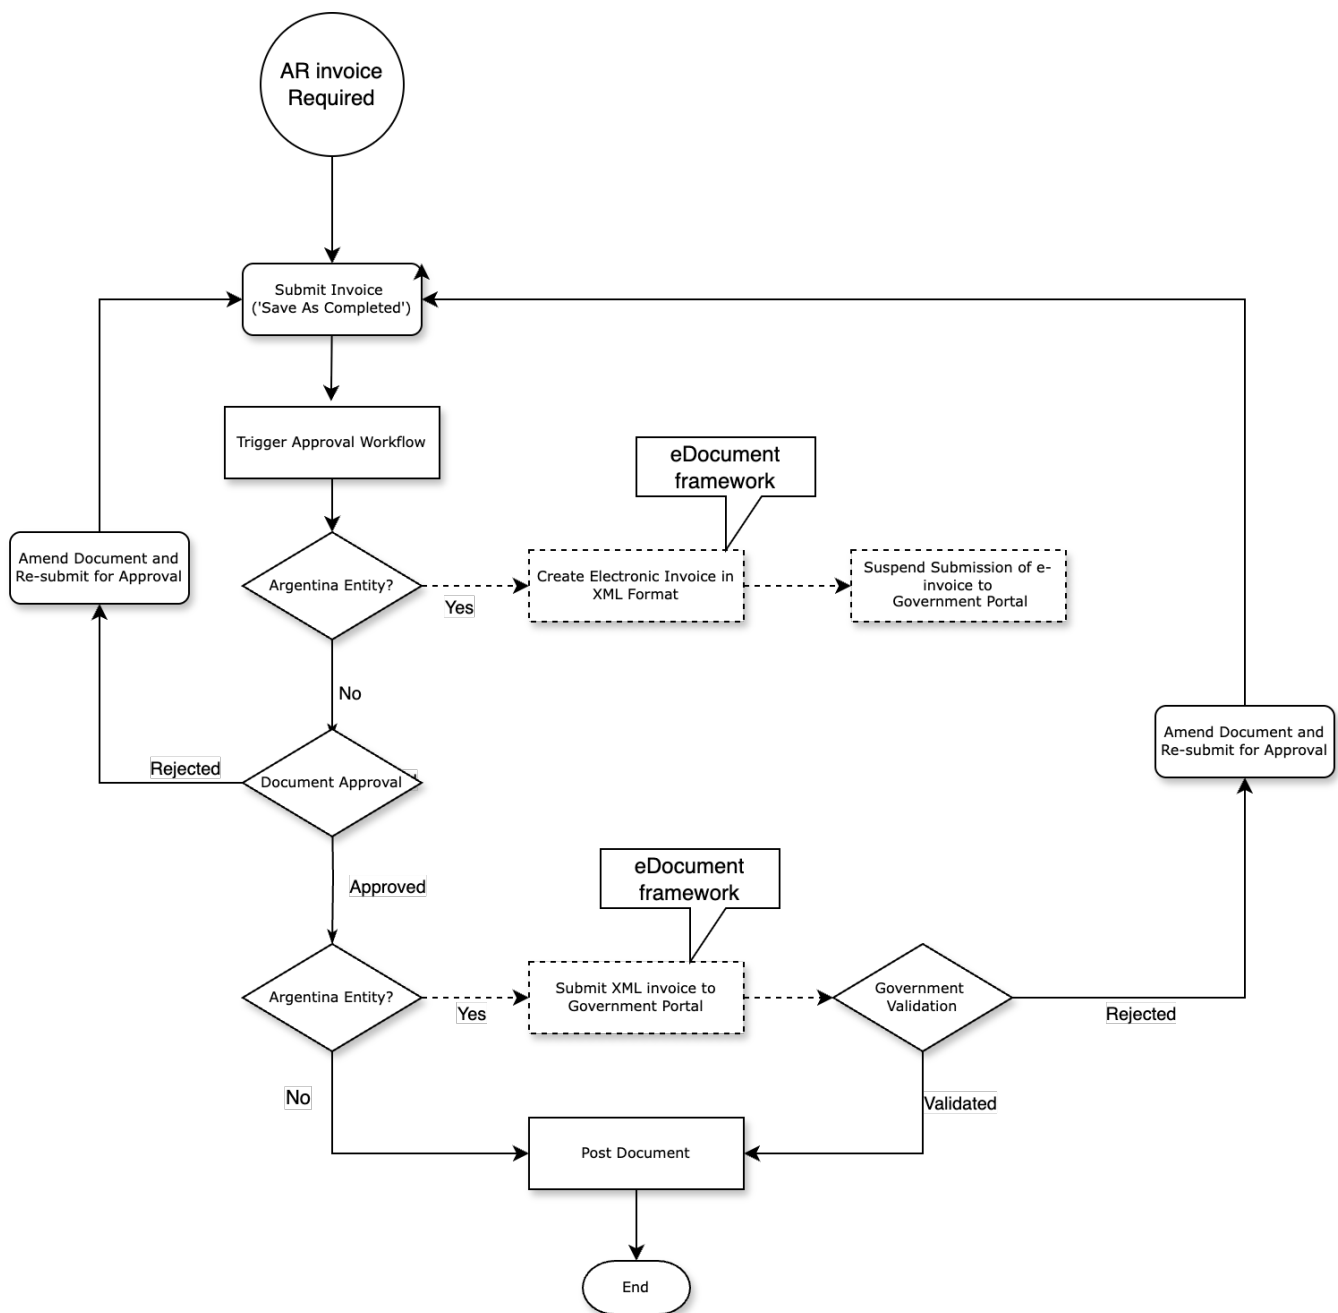 AR invoice
Required
Submit Invoice
('Save As Completed')
Trigger Approval Workflow
eDocument
framework
Amend Document and
Re-submit for Approval
Argentina Entity?
Yes
Create Electronic Invoice in
XML Format
Suspend Submission of e-
invoice to
Government Portal
No
Rejected
Document Approval
Amend Document and
Re-submit for Approval
Approved
eDocument
framework
Argentina Entity?
Yes
Submit XML invoice to
Government Portal
Government
Validation
Rejected
No
Validated
Post Document
End